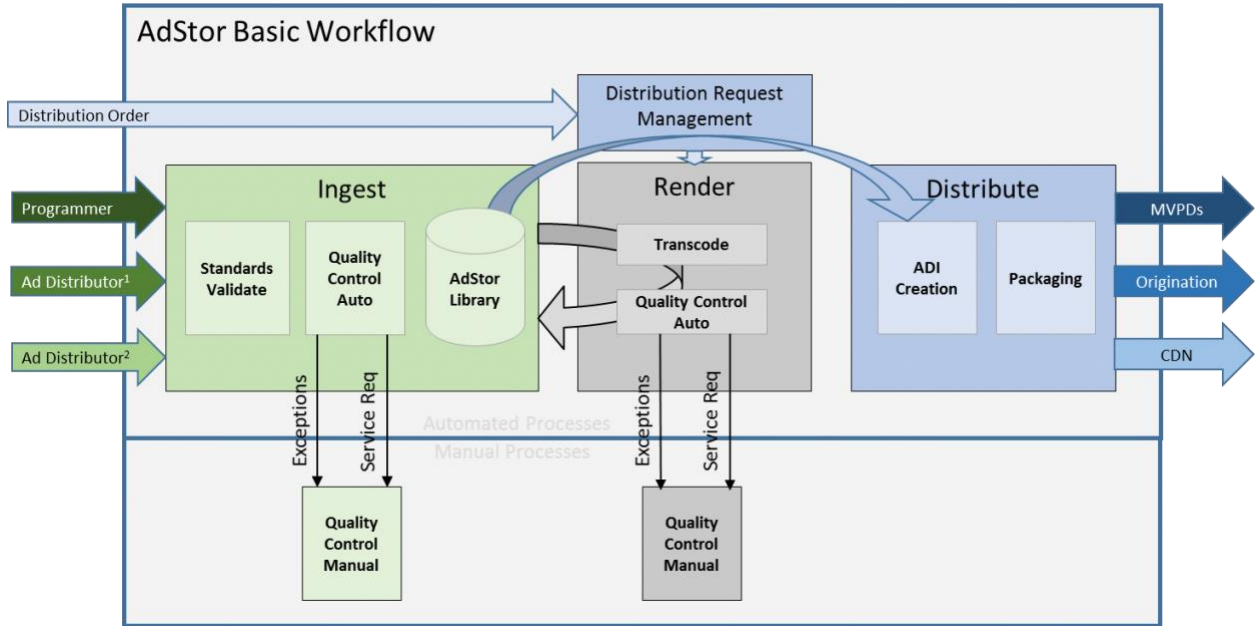 AdStor Basic Workflow
Distribution Order
Distribution Request
Management
Programmer
Ad Distributor¹
Ad Distributor²
Ingest
Standards
Validate
Quality
Control
Auto
AdStor
Library
Render
Transcode
Quality Control
Auto
Distribute
ADI
Creation
Packaging
MVPDs
Origination
CDN
Exceptions
Service Req
Automated Processes
Manual Processes
Exceptions
Service Req
Quality
Control
Manual
Quality
Control
Manual